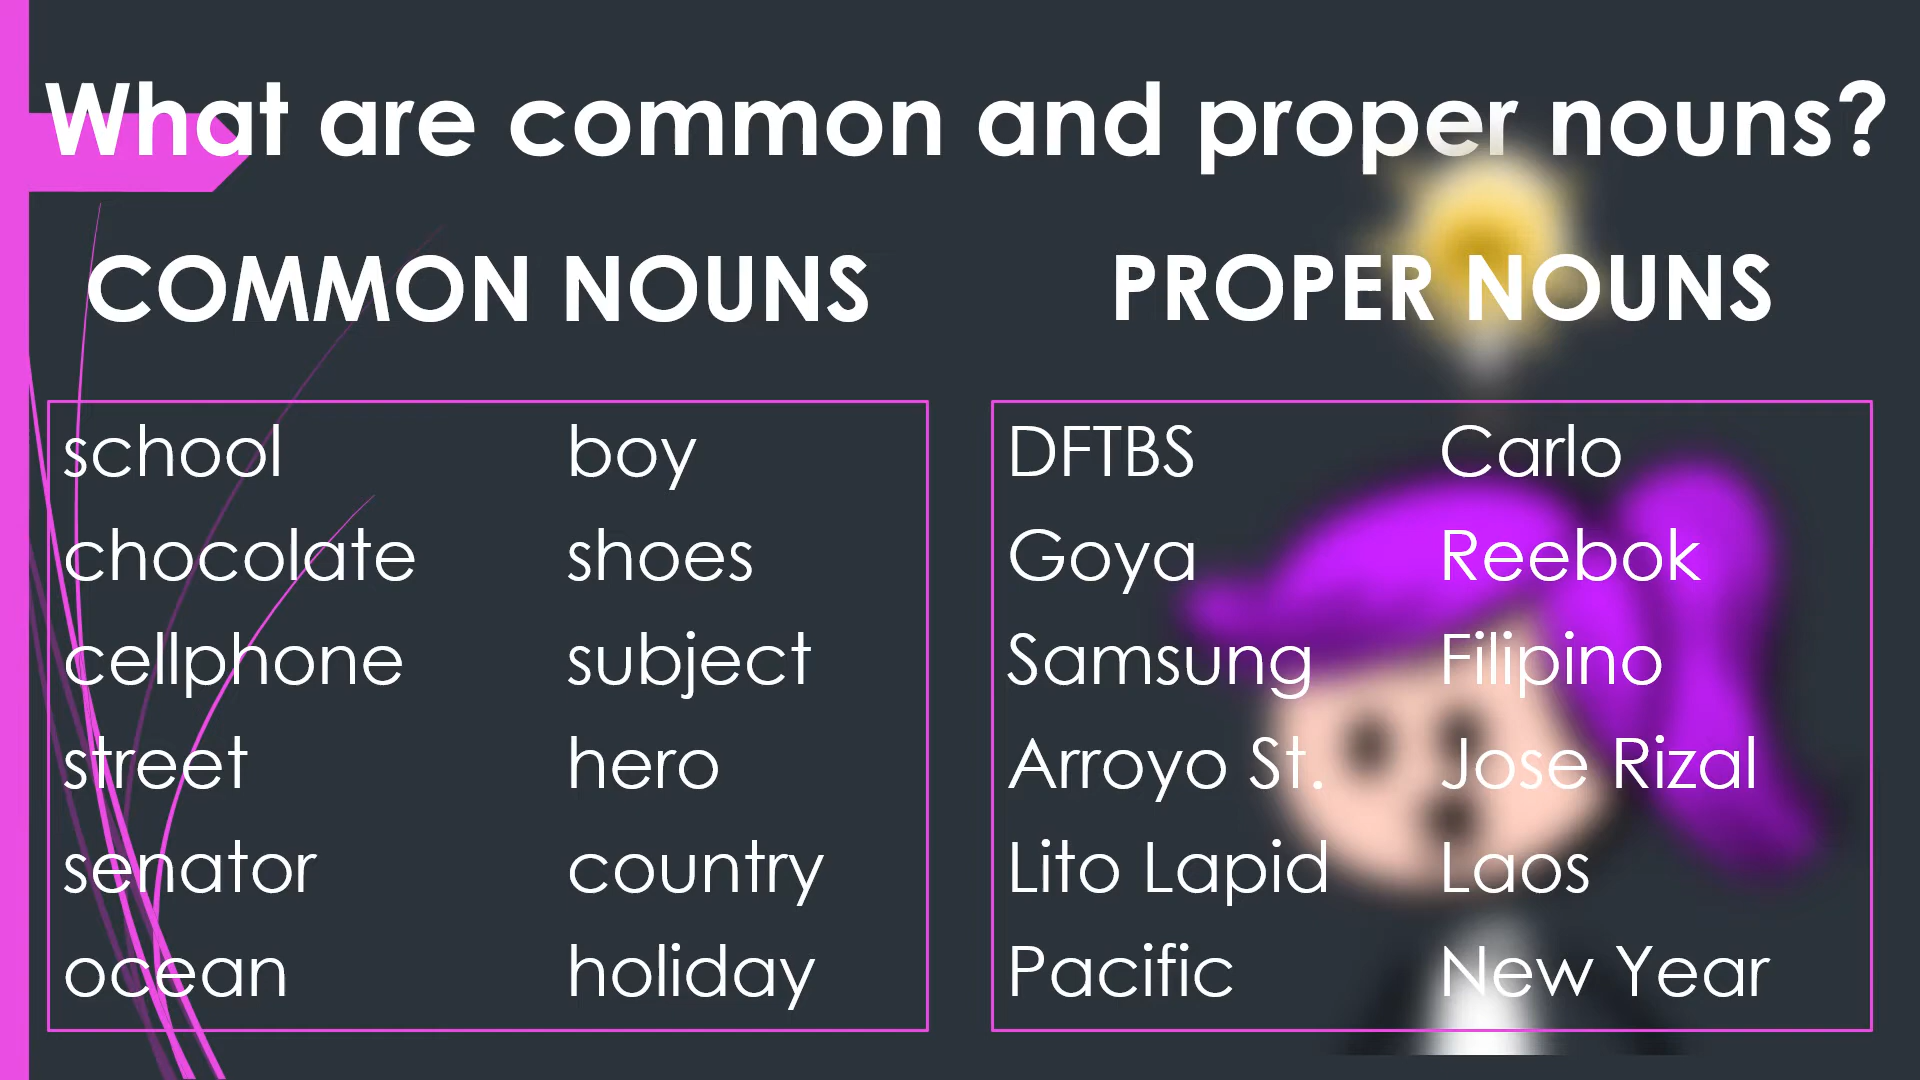 What are common and proper nouns?
COMMON NOUNS
school
chocolate
cellphone
street
senator
ocean
boy
shoes
subject
hero
country
holiday
PROPER NOUNS
DFTBS
Goya
Samsung
Arroyo St.
Lito Lapid
Pacific
Carlo
Reebok
Filipino
Jose Rizal
Laos
New Year